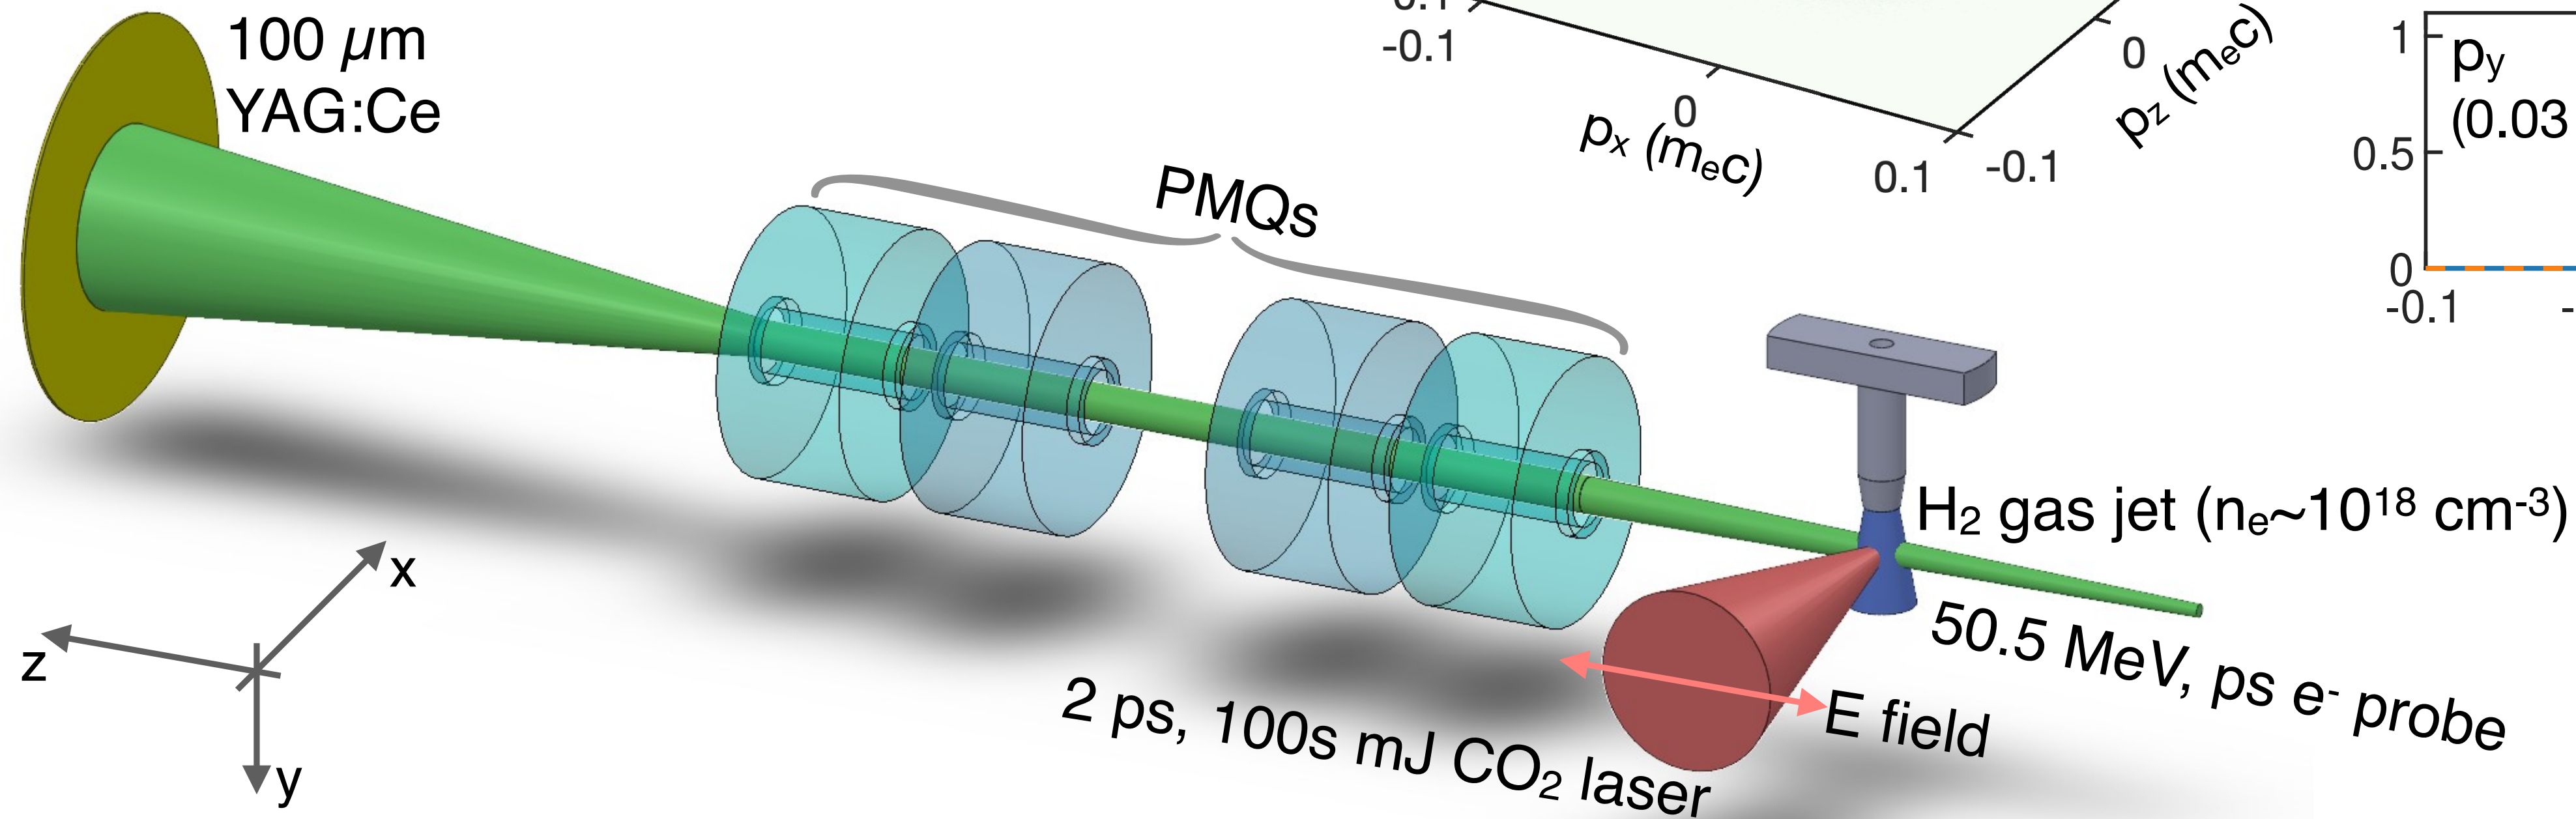 100 μm
YAG:Ce
PMQs
-0.1
0
0.1
px (mec)
-0.1
0
pz (mec)
1
0.5
0
-0.1
py
(0.03
H2 gas jet (ne~10¹⁸ cm⁻³)
50.5 MeV, ps e⁻ probe
E field
2 ps, 100s mJ CO2 laser
x
z
y